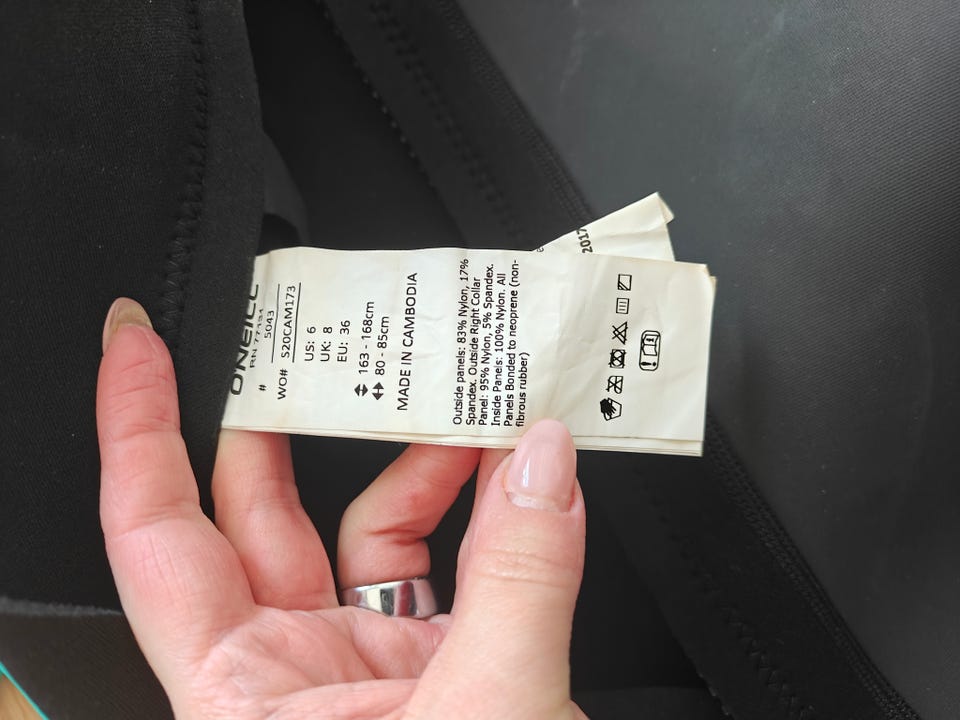 O'NEILL
RN 77134
# 5043
WO# S20CAM173
US: 6
UK: 8
EU: 36
163 - 168cm
80 - 85cm
MADE IN CAMBODIA
Outside panels: 83% Nylon, 17%
Spandex. Outside Right Collar
Panel: 95% Nylon, 5% Spandex.
Inside Panels: 100% Nylon. All
Panels Bonded to neoprene (non-
fibrous rubber)
2017